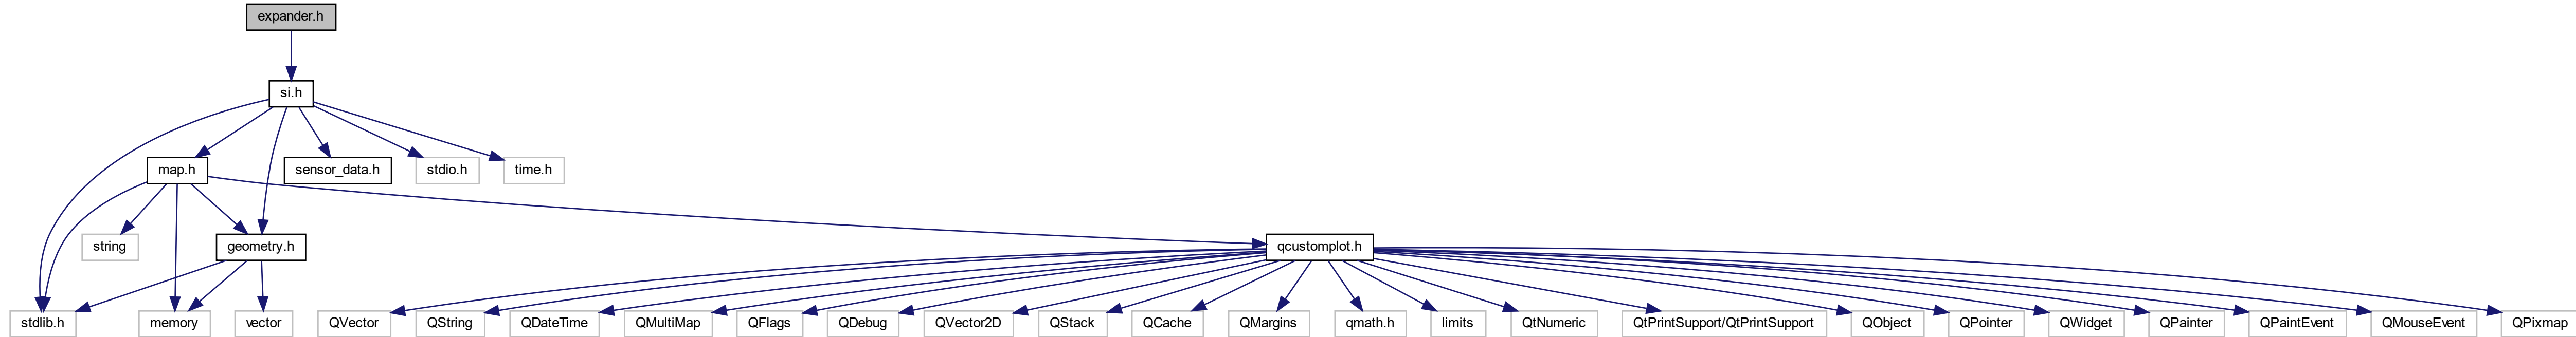 expander.h
si.h
map.h
sensor_data.h
stdio.h
time.h
string
geometry.h
qcustomplot.h
stdlib.h
memory
vector
QVector
QString
QDateTime
QMultiMap
QFlags
QDebug
QVector2D
QStack
QCache
QMargins
qmath.h
limits
QtNumeric
QtPrintSupport/QtPrintSupport
QObject
QPointer
QWidget
QPainter
QPaintEvent
QMouseEvent
QPixmap